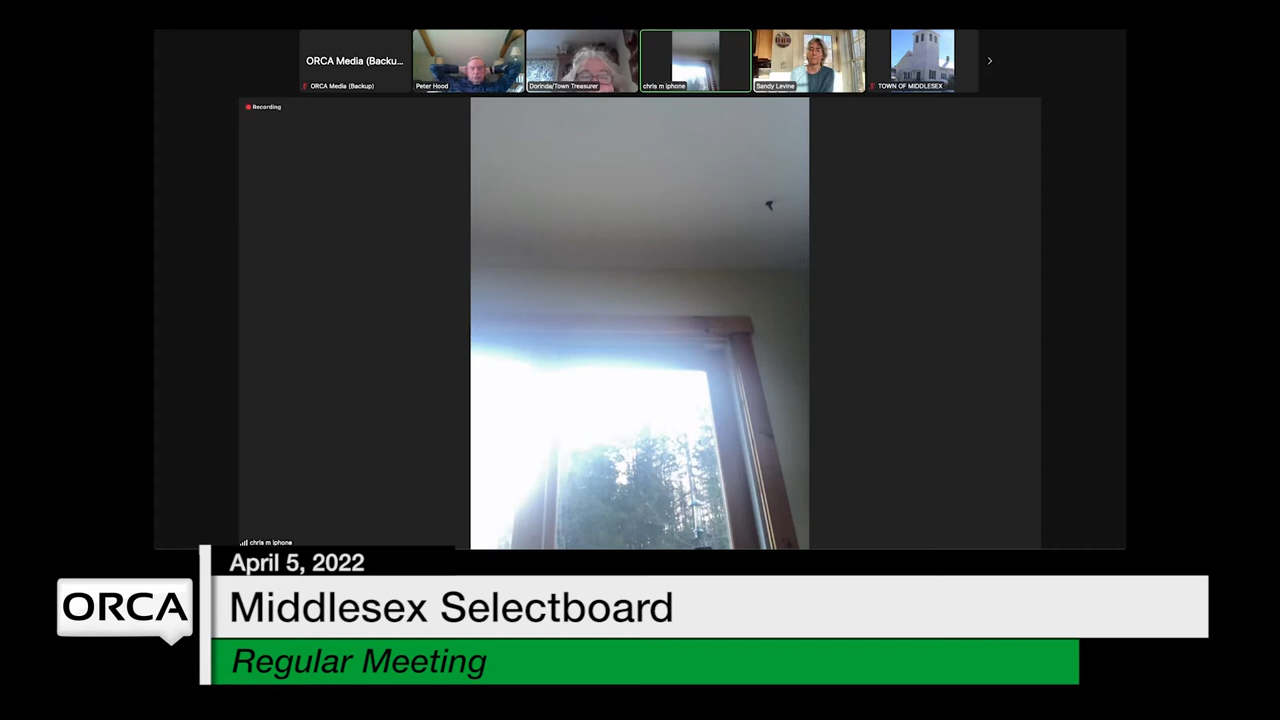 ORCA Media (Backu...
ORCA Media (Backup)
Peter Hood
Dorinda/Town Treasurer
chris m iphone
Sandy Levine
TOWN OF MIDDLESEX
Recording
chris m iphone
April 5, 2022
ORCA
Middlesex Selectboard
Regular Meeting